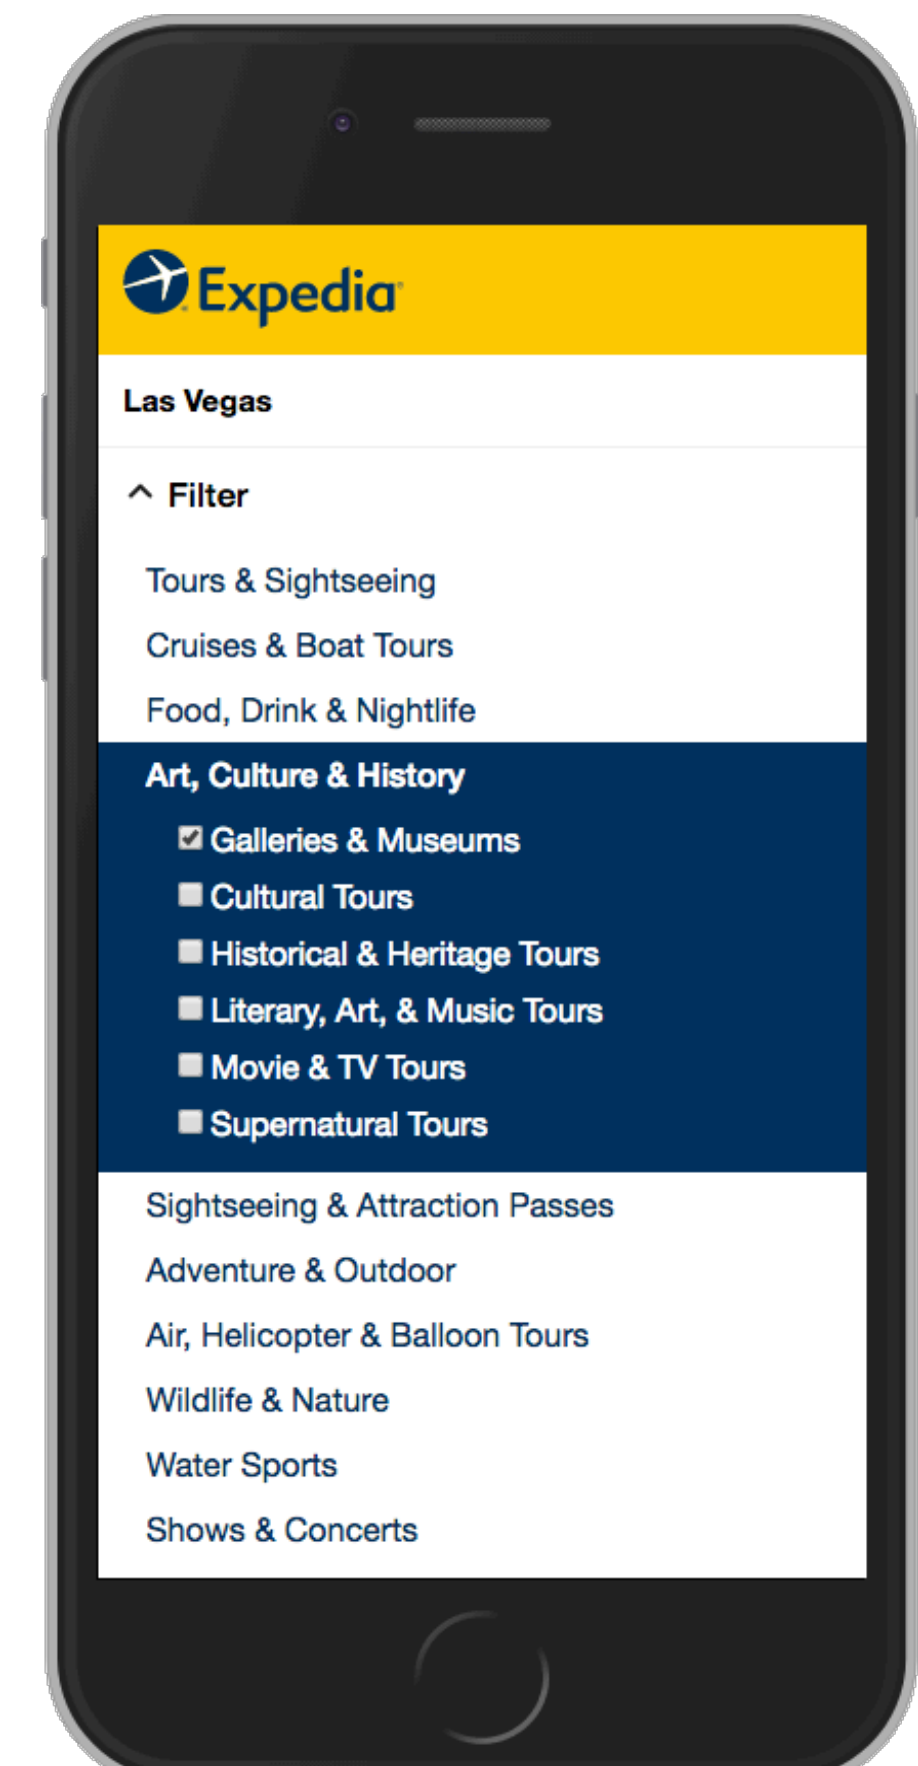 Expedia
Las Vegas
Filter
Tours & Sightseeing
Cruises & Boat Tours
Food, Drink & Nightlife
Art, Culture & History
Galleries & Museums
Cultural Tours
Historical & Heritage Tours
Literary, Art, & Music Tours
Movie & TV Tours
Supernatural Tours
Sightseeing & Attraction Passes
Adventure & Outdoor
Air, Helicopter & Balloon Tours
Wildlife & Nature
Water Sports
Shows & Concerts